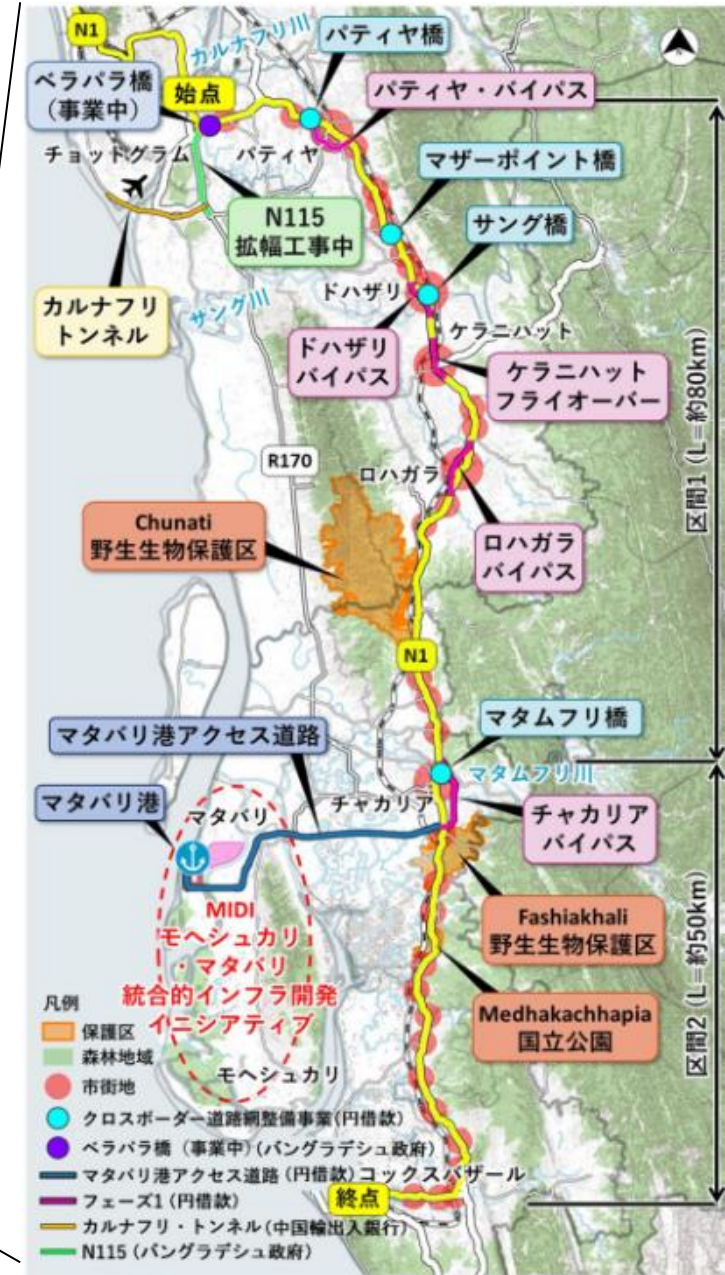 N1
カルナフリ川
パティヤ橋
ベラパラ橋
(事業中)
始点
パティヤ・バイパス
チョットグラム
パティヤ
マザーポイント橋
N115
拡幅工事中
サング橋
カルナフリ
トンネル
サング川
ドハザリ
ドハザリ
バイパス
ケラニハット
ケラニハット
フライオーバー
区間1 (L=約80km)
R170
ロハガラ
Chunati
野生生物保護区
ロハガラ
バイパス
N1
マタバリ港アクセス道路
マタムフリ橋
マタムフリ川
マタバリ港
マタバリ
チャカリア
チャカリア
バイパス
MIDI
モヘシュカリ
・マタバリ
統合的インフラ開発
イニシアティブ
Fashiakhali
野生生物保護区
Medhakachhapia
国立公園
区間2 (L=約50km)
モヘシュカリ
凡例
保護区
森林地域
市街地
クロスボーダー道路網整備事業(円借款)
ベラパラ橋 (事業中)(バングラデシュ政府)
マタバリ港アクセス道路 (円借款)
コックスバザール
フェーズ1 (円借款)
終点
カルナフリ・トンネル(中国輸出入銀行)
N115 (バングラデシュ政府)